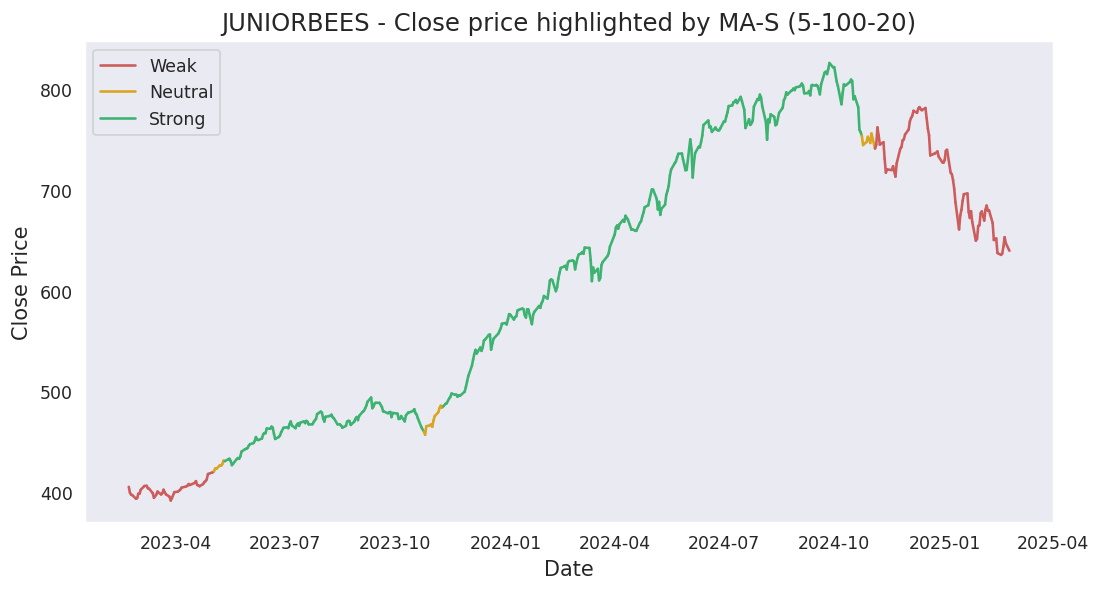 JUNIORBEES - Close price highlighted by MA-S (5-100-20)
Weak
Neutral
Strong
Close Price
800
700
600
500
400
2023-04 2023-07 2023-10 2024-01 2024-04 2024-07 2024-10 2025-01 2025-04
Date